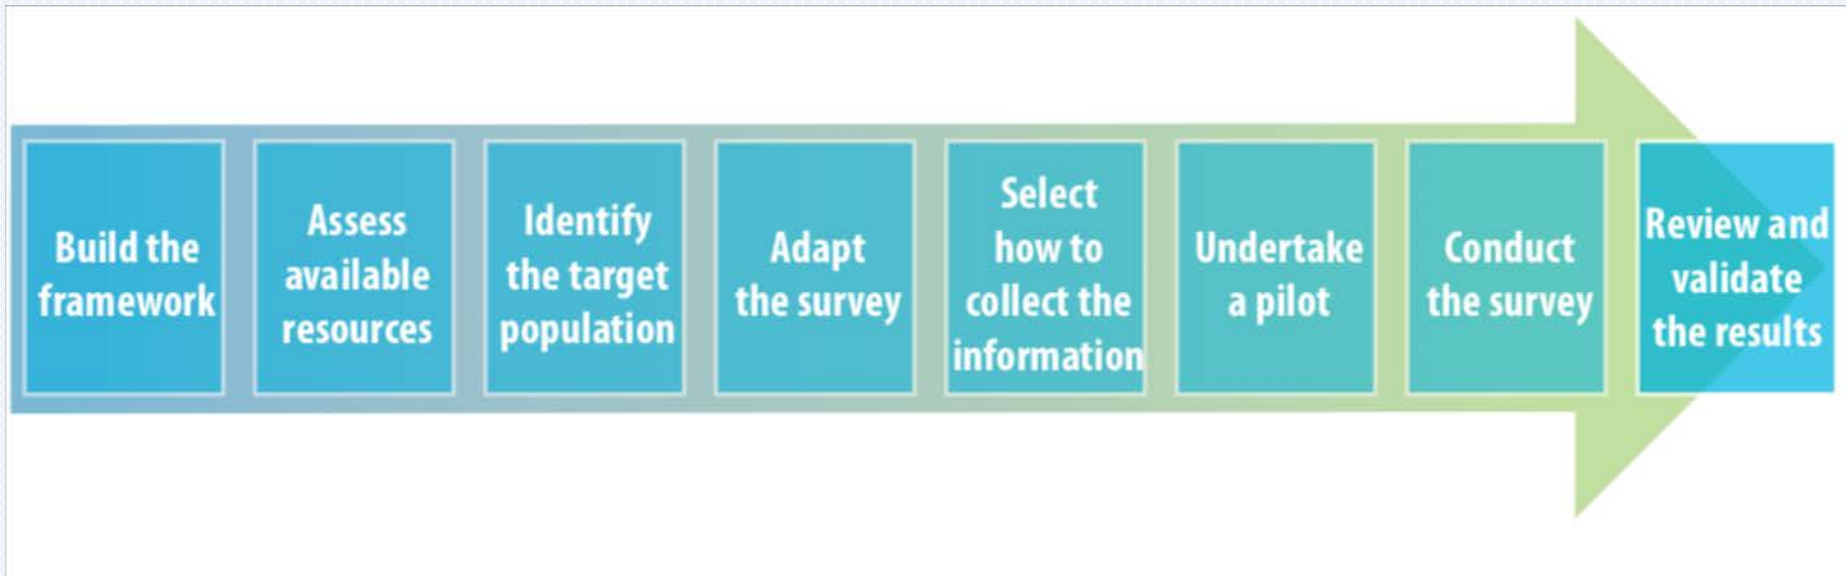 Build the
framework
Assess
available
resources
Identify
the target
population
Adapt
the survey
Select
how to
collect the
information
Undertake
a pilot
Conduct
the survey
Review and
validate
the results